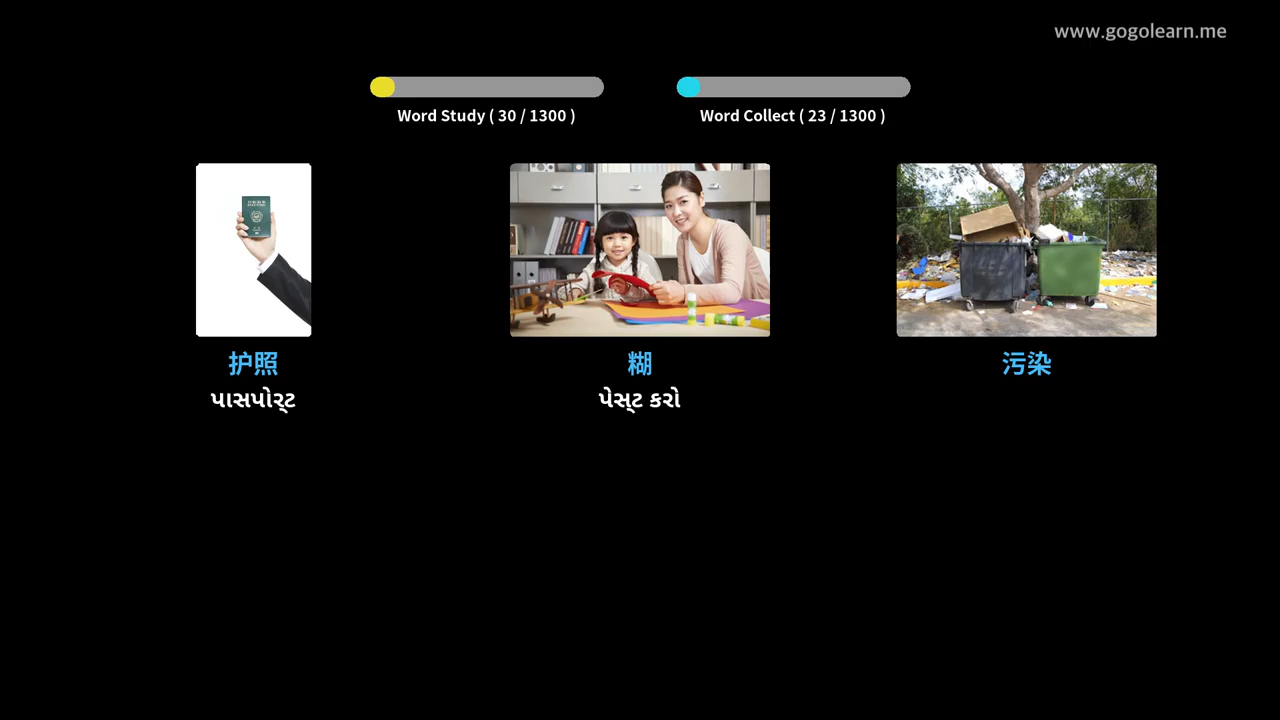 www.gogolearn.me
Word Study ( 30 / 1300 )
Word Collect ( 23 / 1300 )
护照
પાસપોર્ટ
糊
પેસ્ટ કરો
污染